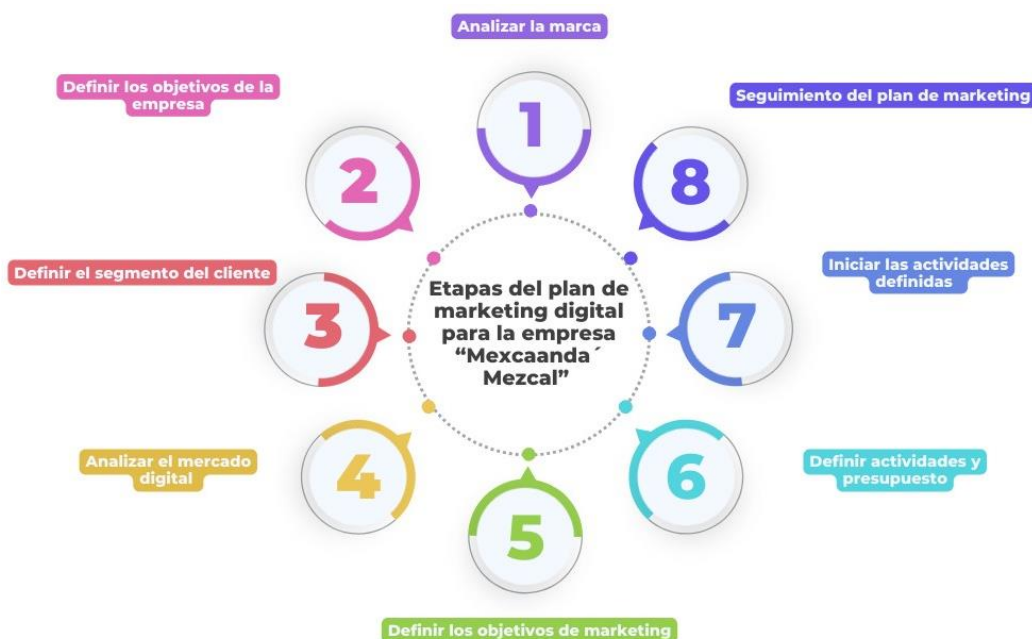 Analizar la marca
1
Definir los objetivos de la
empresa
2
Definir el segmento del cliente
3
Analizar el mercado
digital
4
Definir los objetivos de marketing
5
Definir actividades y
presupuesto
6
Iniciar las actividades
definidas
7
Seguimiento del plan de marketing
8
Etapas del plan de
marketing digital
para la empresa
“Mexcaanda´
Mezcal”